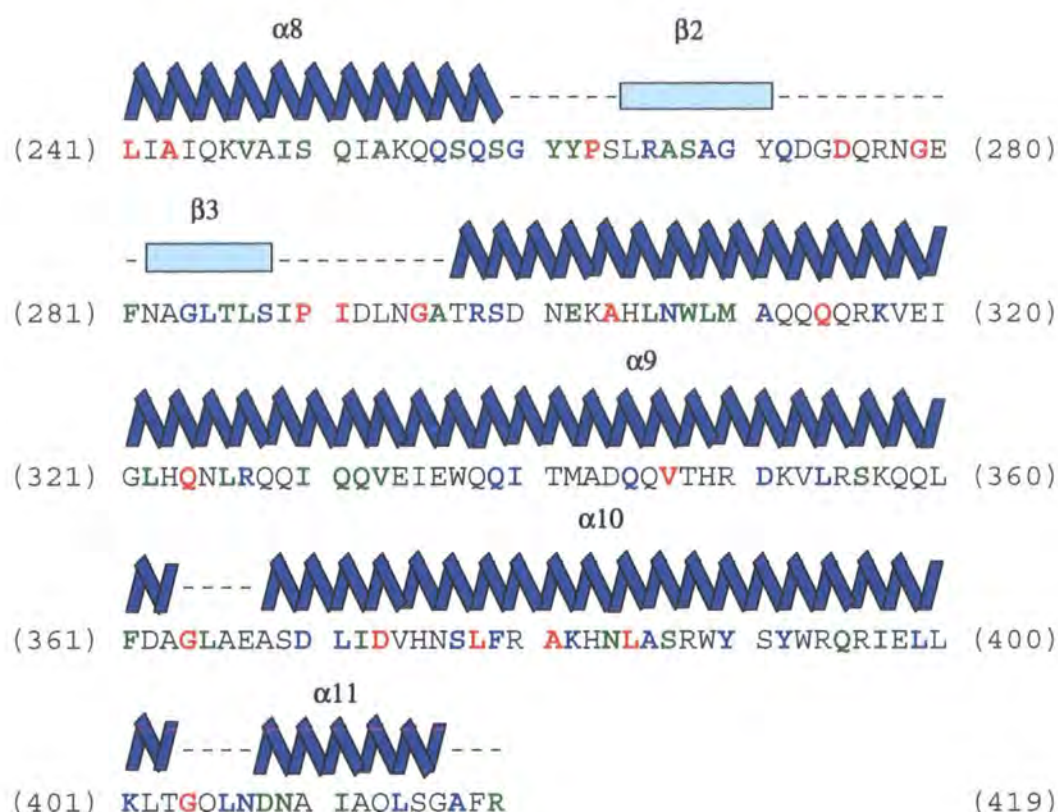 α8 β2
(241) LIAIQKVAIS QIAKQQSQSG YYPSLRASAG YQDGDQRNGE (280)
β3
(281) FNAGLTLSIP IDLNGATRSD NEKAHLNWLM AQQQQRKVEI (320)
α9
(321) GLHQNLRQQI QQVEIEWQQI TMADQQVTHR DKVLRSKQQL (360)
α10
(361) FDAGLAEASD LIDVHNSLFR AKHNLASRWY SYWRQRIELL (400)
α11
(401) KLTGQLNDNA IAQLSGAFR (419)